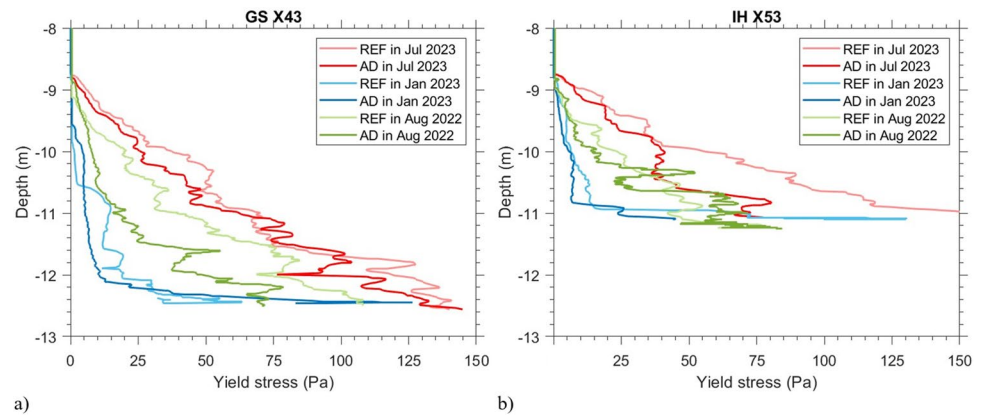 GS X43
-8
-9
-10
-11
-12
-13
Depth (m)
0
25
50
75
100
125
150
Yield stress (Pa)
REF in Jul 2023
AD in Jul 2023
REF in Jan 2023
AD in Jan 2023
REF in Aug 2022
AD in Aug 2022
a)
IH X53
-8
-9
-10
-11
-12
-13
Depth (m)
25
50
75
100
125
150
Yield stress (Pa)
REF in Jul 2023
AD in Jul 2023
REF in Jan 2023
AD in Jan 2023
REF in Aug 2022
AD in Aug 2022
b)